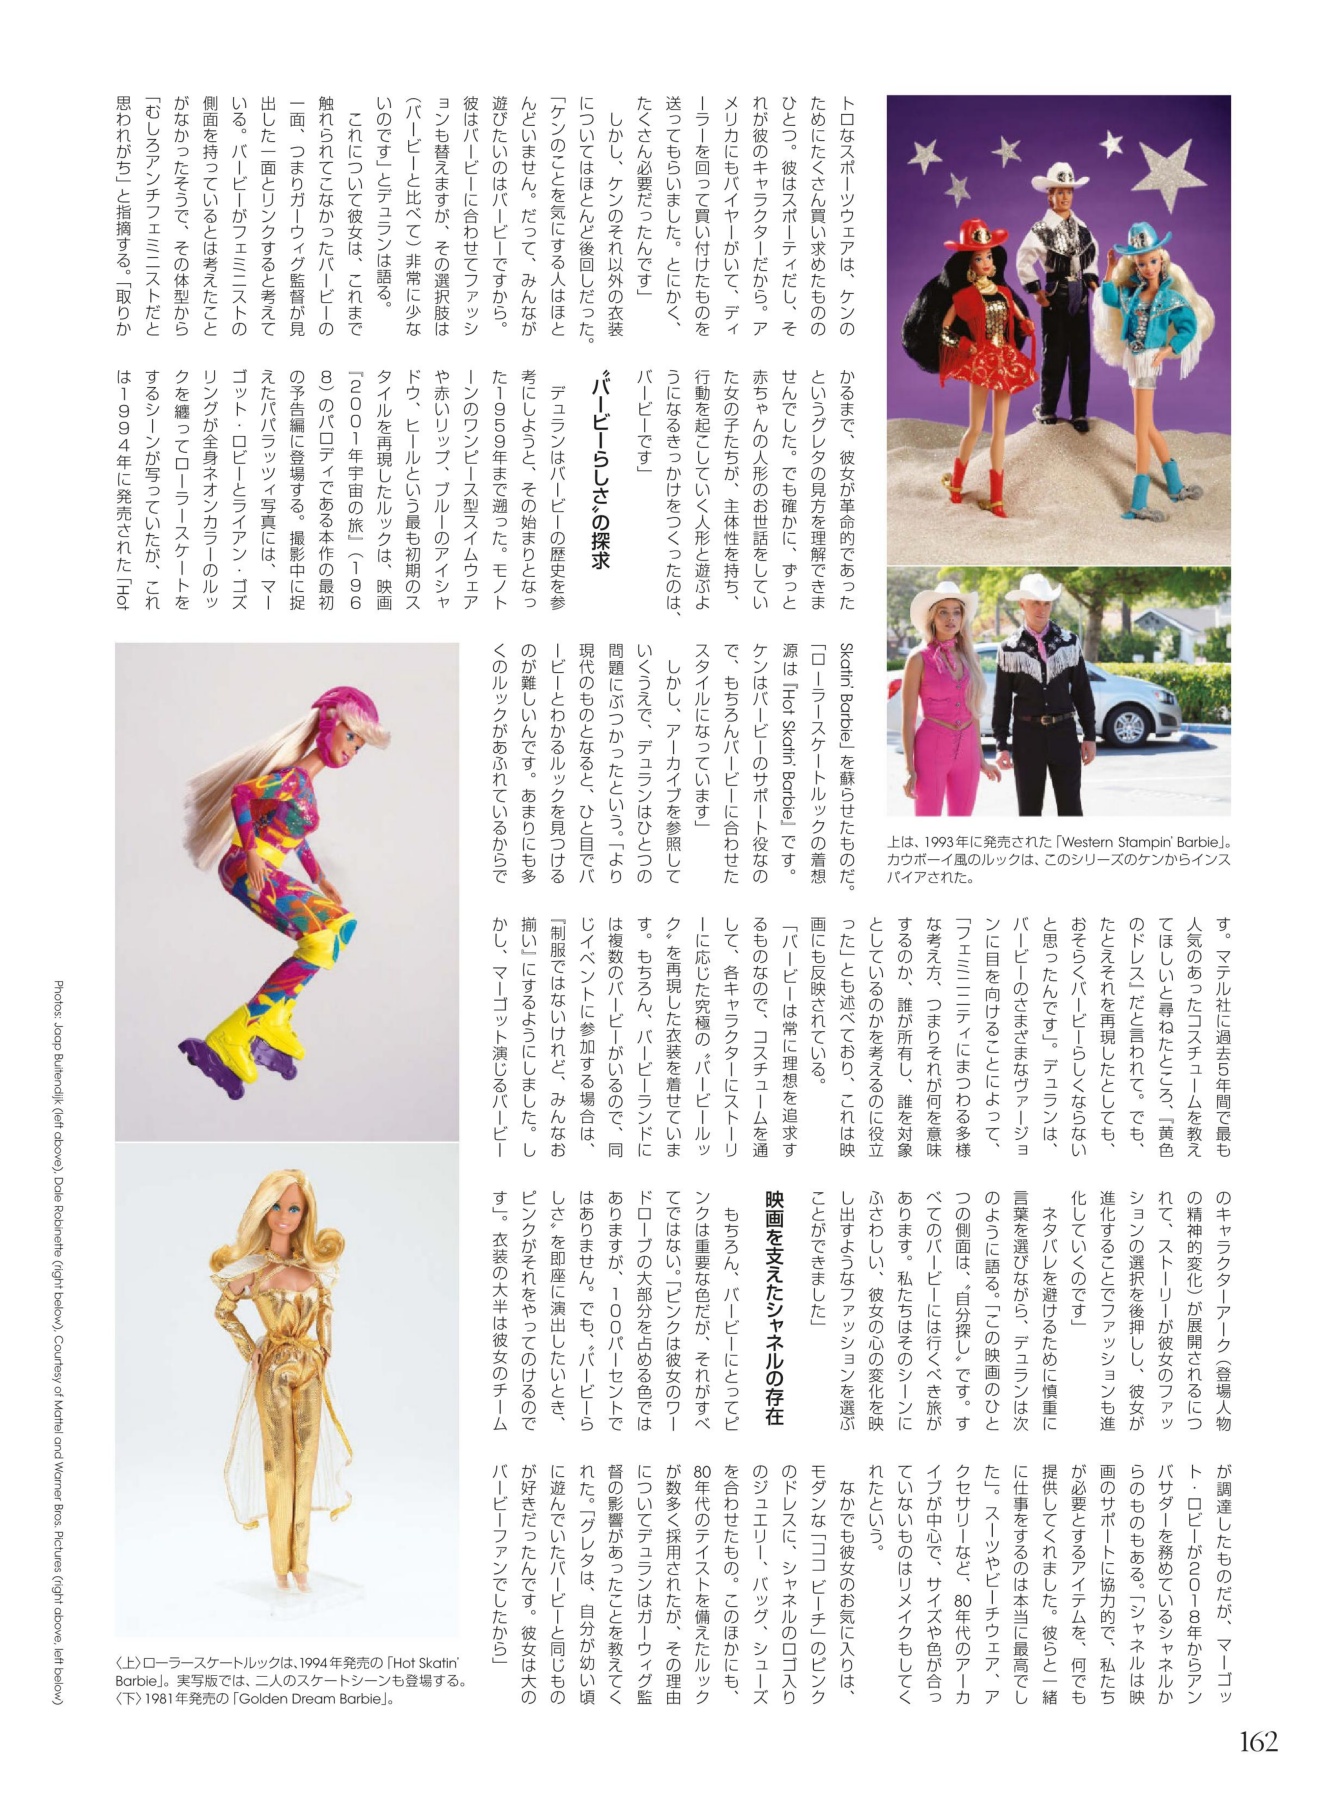 トロなスポーツウェアは、ケンの
ためにたくさん買い求めたものの
ひとつ。彼はスポーティだし、そ
れが彼のキャラクターだから。ア
メリカにもバイヤーがいて、ディ
ーラーを回って買い付けたものを
送ってもらいました。とにかく、
たくさん必要だったんです」
しかし、ケンのそれ以外の衣装
についてはほとんど後回しだった。
「ケンのことを気にする人はほと
んどいません。だって、みんなが
遊びたいのはバービーですから。
彼はバービーに合わせてファッシ
ョンも替えますが、その選択肢は
（バービーと比べて）非常に少な
いのです」とデュランは語る。
これについて彼女は、これまで
触れられてこなかったバービーの
一面、つまりガーウィグ監督が見
出した一面とリンクすると考えて
いる。バービーがフェミニストの
側面を持っているとは考えたこと
がなかったそうで、その体型から
「むしろアンチフェミニストだと
思われがち」と指摘する。「取りか
かるまで、彼女が革命的であった
というグレタの見方を理解できま
せんでした。でも確かに、ずっと
赤ちゃんの人形のお世話をしてい
た女の子たちが、主体性を持ち、
行動を起こしていく人形と遊ぶよ
うになるきっかけをつくったのは、
バービーです」
〝バービーらしさ〟の探求
デュランはバービーの歴史を参
考にしようと、その始まりとなっ
た1959年まで遡った。モノト
ーンのワンピース型スイムウェア
や赤いリップ、ブルーのアイシャ
ドウ、ヒールという最も初期のス
タイルを再現したルックは、映画
『2001年宇宙の旅』（196
8）のパロディである本作の最初
の予告編に登場する。撮影中に捉
えたパパラッツィ写真には、マー
ゴット・ロビーとライアン・ゴズ
リングが全身ネオンカラーのルッ
クを纏ってローラースケートを
するシーンが写っていたが、これ
は1994年に発売された「Hot
Skatin' Barbie」を蘇らせたものだ。
「ローラースケートルックの着想
源は『Hot Skatin' Barbie』です。
ケンはバービーのサポート役なの
で、もちろんバービーに合わせた
スタイルになっています」
しかし、アーカイブを参照して
いくうえで、デュランはひとつの
問題にぶつかったという。「より
現代のものとなると、ひと目でバ
ービーとわかるルックを見つける
のが難しいんです。あまりにも多
くのルックがあふれているからで
上は、1993年に発売された「Western Stampin' Barbie」。
カウボーイ風のルックは、このシリーズのケンからインス
パイアされた。
す。マテル社に過去5年間で最も
人気のあったコスチュームを教え
てほしいと尋ねたところ、『黄色
のドレス』だと言われて。でも、
たとえそれを再現したとしても、
おそらくバービーらしくならない
と思ったんです」。デュランは、
バービーのさまざまなヴァージョ
ンに目を向けることによって、
「フェミニニティにまつわる多様
な考え方、つまりそれが何を意味
するのか、誰が所有し、誰を対象
としているのかを考えるのに役立
った」とも述べており、これは映
画にも反映されている。
「バービーは常に理想を追求す
るものなので、コスチュームを通
して、各キャラクターにストーリ
ーに応じた究極の〝バービールッ
ク〟を再現した衣装を着せていま
す。もちろん、バービーランドに
は複数のバービーがいるので、同
じイベントに参加する場合は、
『制服ではないけれど、みんなお
揃い』にするようにしました。し
かし、マーゴット演じるバービー
のキャラクターアーク（登場人物
の精神的変化）が展開されるにつ
れて、ストーリーが彼女のファッ
ションの選択を後押しし、彼女が
進化することでファッションも進
化していくのです」
ネタバレを避けるために慎重に
言葉を選びながら、デュランは次
のように語る。「この映画のひと
つの側面は、〝自分探し〟です。す
べてのバービーには行くべき旅が
あります。私たちはそのシーンに
ふさわしい、彼女の心の変化を映
し出すようなファッションを選ぶ
ことができました」
映画を支えたシャネルの存在
もちろん、バービーにとってピ
ンクは重要な色だが、それがすべ
てではない。「ピンクは彼女のワー
ドローブの大部分を占める色では
ありますが、100パーセントで
はありません。でも、〝バービーら
しさ〟を即座に演出したいとき、
ピンクがそれをやってのけるので
す」。衣装の大半は彼女のチーム
が調達したものだが、マーゴッ
ト・ロビーが2018年からアン
バサダーを務めているシャネルか
らのものもある。「シャネルは映
画のサポートに協力的で、私たち
が必要とするアイテムを、何でも
提供してくれました。彼らと一緒
に仕事をするのは本当に最高でし
た」。スーツやビーチウェア、ア
クセサリーなど、80年代のアーカ
イブが中心で、サイズや色が合っ
ていないものはリメイクもしてく
れたという。
なかでも彼女のお気に入りは、
モダンな「ココ ビーチ」のピンク
のドレスに、シャネルのロゴ入り
のジュエリー、バッグ、シューズ
を合わせたもの。このほかにも、
80年代のテイストを備えたルック
が数多く採用されたが、その理由
についてデュランはガーウィグ監
督の影響があったことを教えてく
れた。「グレタは、自分が幼い頃
に遊んでいたバービーと同じもの
が好きだったんです。彼女は大の
バービーファンでしたから」
〈上〉ローラースケートルックは、1994年発売の「Hot Skatin'
Barbie」。実写版では、二人のスケートシーンも登場する。
〈下〉1981年発売の「Golden Dream Barbie」。
Photos: Jaap Buitendijk (left above), Dale Robinette (right below), Courtesy of Mattel and Warner Bros. Pictures (right above, left below)
162